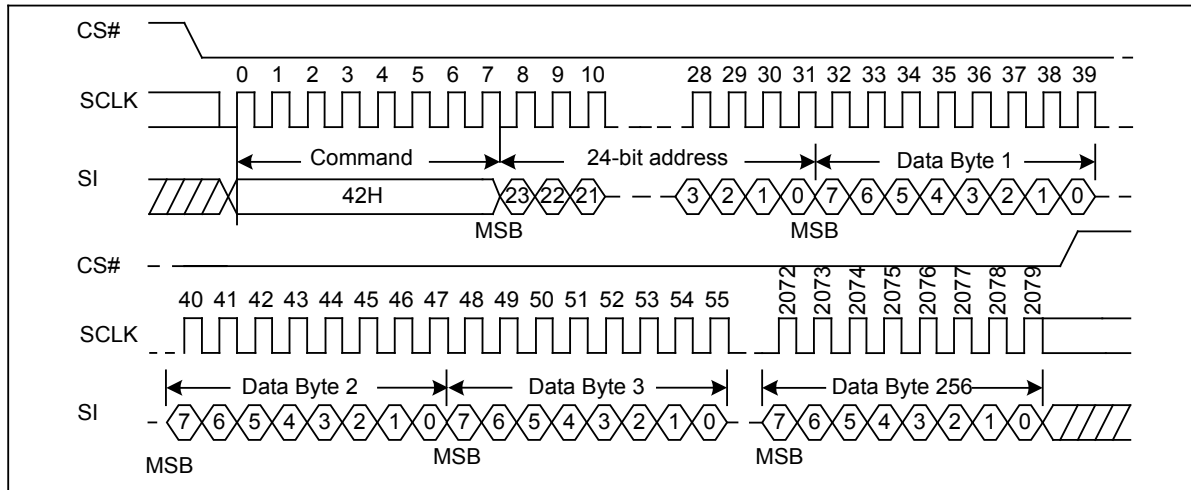 CS#
0 1 2 3 4 5 6 7 8 9 10 28 29 30 31 32 33 34 35 36 37 38 39
SCLK
Command 24-bit address Data Byte 1
SI
42H 23 22 21 3 2 1 0 7 6 5 4 3 2 1 0
MSB MSB
CS#
40 41 42 43 44 45 46 47 48 49 50 51 52 53 54 55 2072 2073 2074 2075 2076 2077 2078 2079
SCLK
Data Byte 2 Data Byte 3 Data Byte 256
SI
7 6 5 4 3 2 1 0 7 6 5 4 3 2 1 0 7 6 5 4 3 2 1 0
MSB MSB MSB